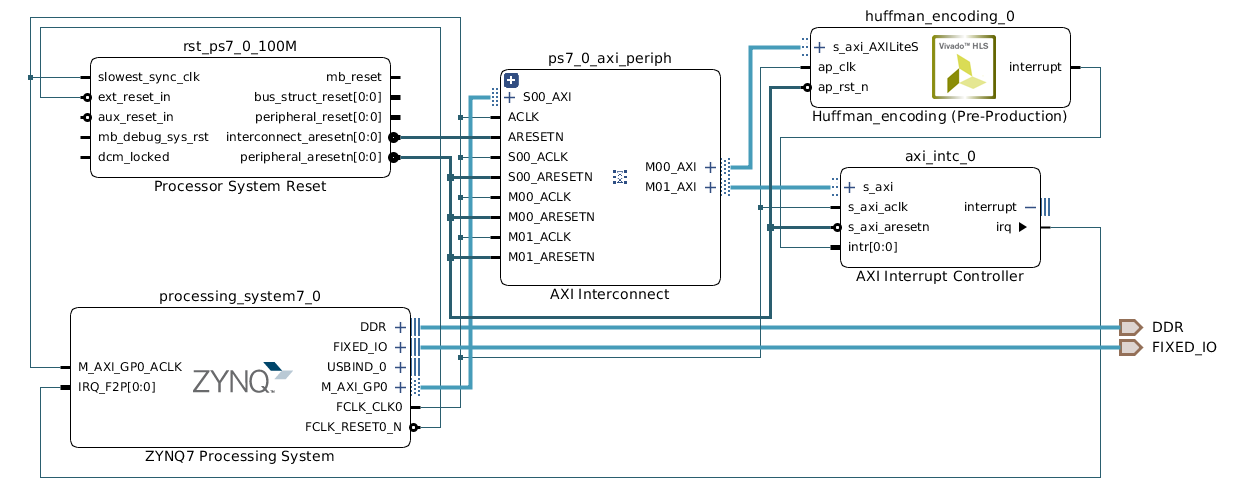 rst_ps7_0_100M
slowest_sync_clk
ext_reset_in
aux_reset_in
mb_debug_sys_rst
dcm_locked
mb_reset
bus_struct_reset[0:0]
peripheral_reset[0:0]
interconnect_aresetn[0:0]
peripheral_aresetn[0:0]
Processor System Reset
ps7_0_axi_periph
S00_AXI
ACLK
ARESETN
S00_ACLK
S00_ARESETN
M00_ACLK
M00_ARESETN
M01_ACLK
M01_ARESETN
M00_AXI
M01_AXI
AXI Interconnect
huffman_encoding_0
s_axi_AXILiteS
ap_clk
ap_rst_n
Vivado™ HLS
interrupt
Huffman_encoding (Pre-Production)
axi_intc_0
s_axi
s_axi_aclk
s_axi_aresetn
intr[0:0]
interrupt
irq
AXI Interrupt Controller
processing_system7_0
M_AXI_GP0_ACLK
IRQ_F2P[0:0]
ZYNQ™
DDR
FIXED_IO
USBIND_0
M_AXI_GP0
FCLK_CLK0
FCLK_RESET0_N
ZYNQ7 Processing System
DDR
FIXED_IO